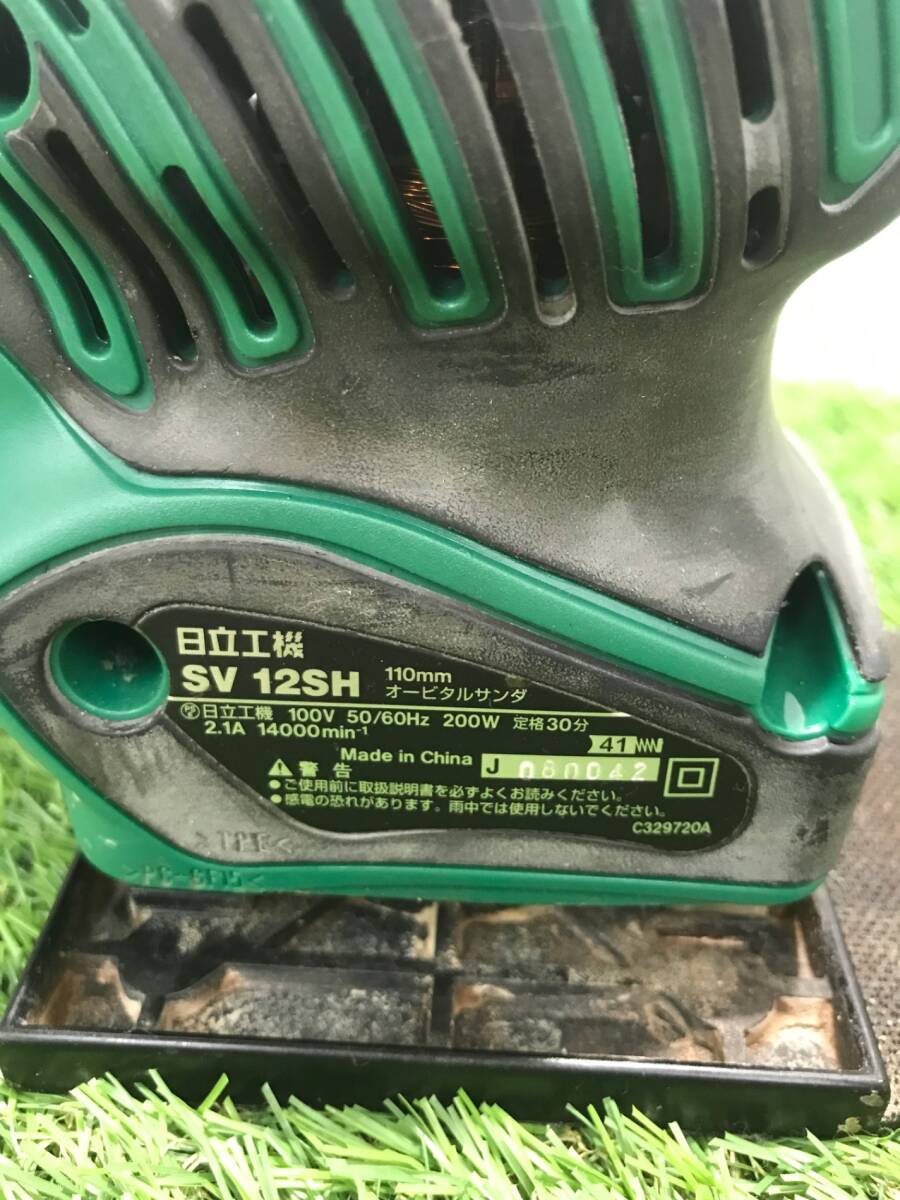 日立工機
SV 12SH 110mm オービタルサンダ
日立工機 100V 50/60Hz 200W 定格30分
2.1A 14000min⁻¹
41
Made in China J 080042
警告
●ご使用前に取扱説明書を必ずよくお読みください。
●感電の恐れがあります。雨中では使用しないでください。
C329720A
>TPE<